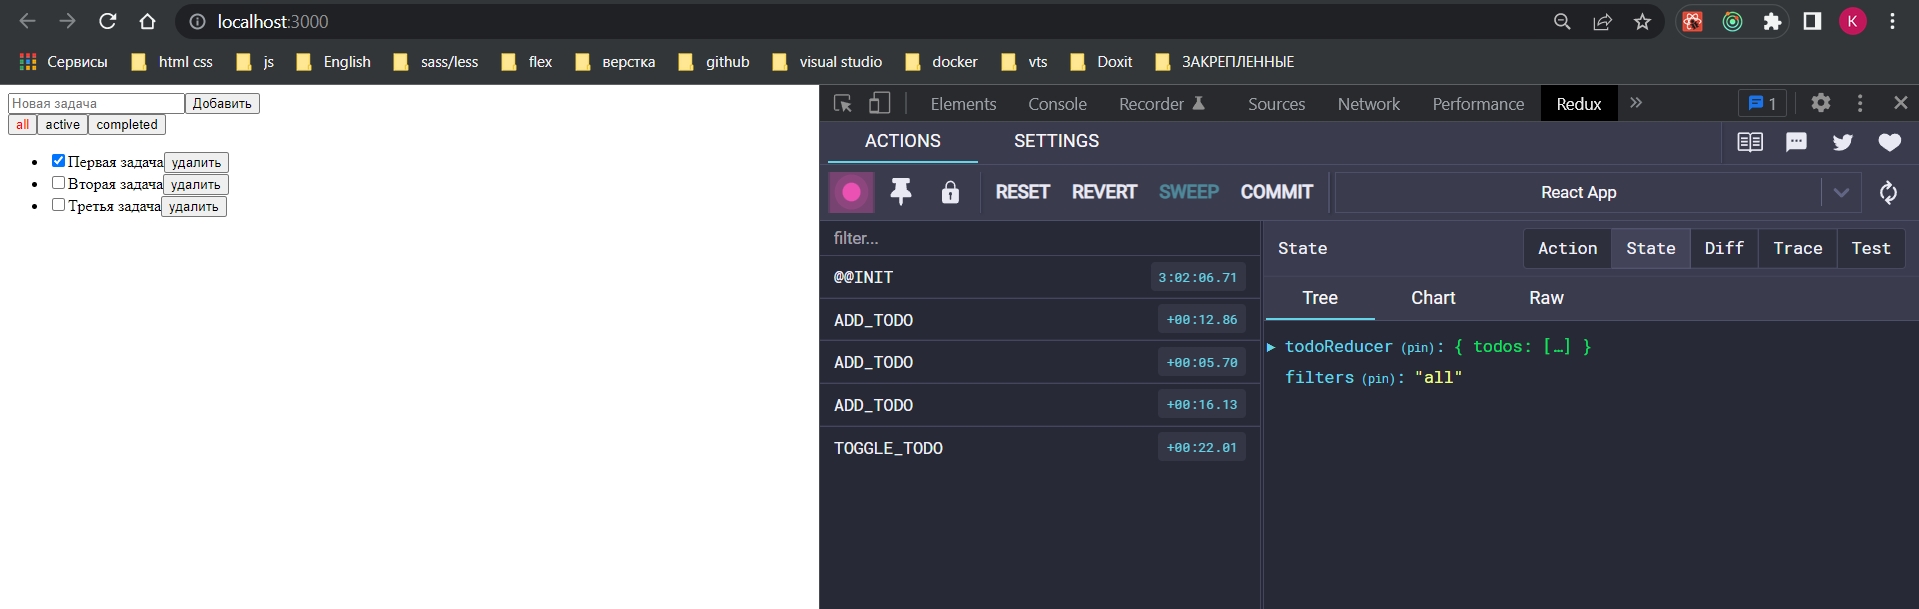 localhost:3000
K
Сервисы html css js English sass/less flex верстка github visual studio docker vts Doxit ЗАКРЕПЛЕННЫЕ
Новая задача Добавить
all active completed
Первая задача удалить
Вторая задача удалить
Третья задача удалить
Elements Console Recorder Sources Network Performance Redux 1
ACTIONS SETTINGS
RESET REVERT SWEEP COMMIT React App
filter...
@@INIT 3:02:06.71
ADD_TODO +00:12.86
ADD_TODO +00:05.70
ADD_TODO +00:16.13
TOGGLE_TODO +00:22.01
State Action State Diff Trace Test
Tree Chart Raw
todoReducer (pin): { todos: […] }
filters (pin): "all"